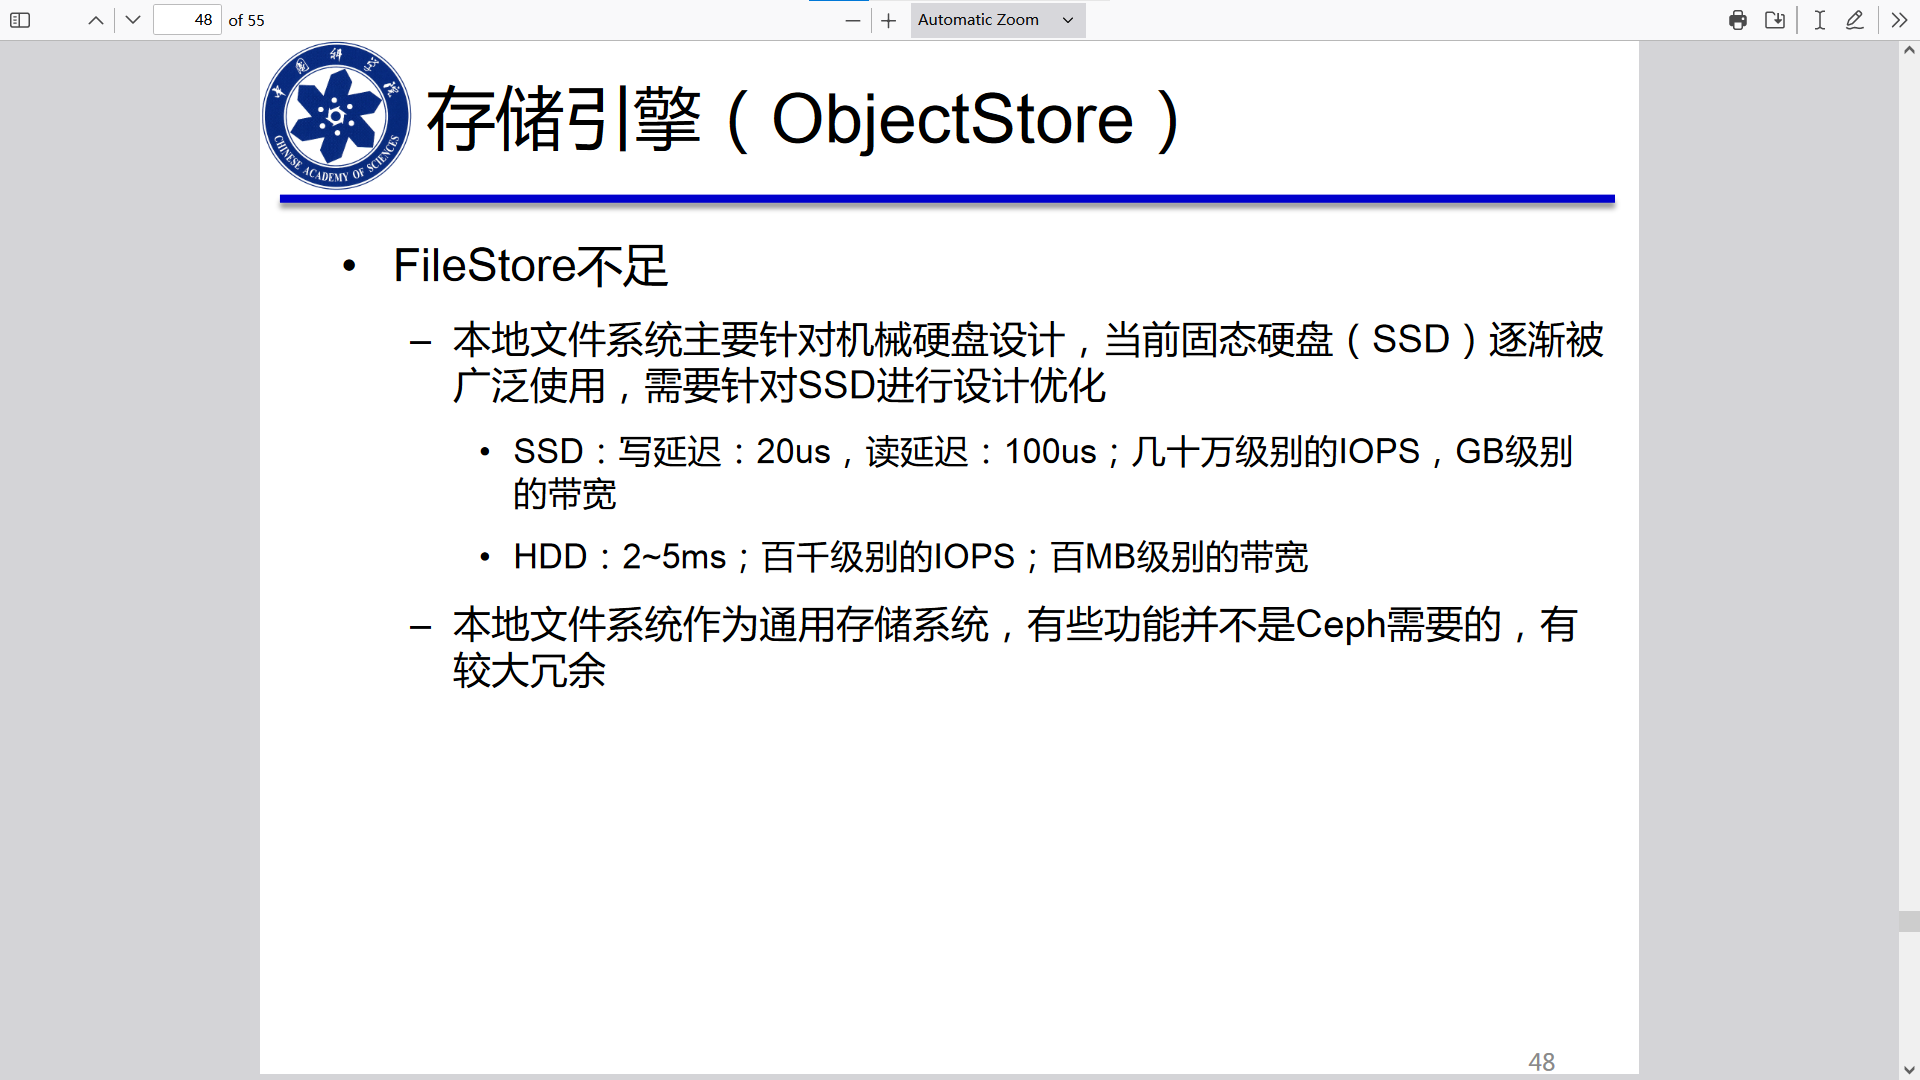 48 of 55
Automatic Zoom
中国科学院
CHINESE ACADEMY OF SCIENCES
存储引擎（ObjectStore）
• FileStore不足
– 本地文件系统主要针对机械硬盘设计，当前固态硬盘（SSD）逐渐被
广泛使用，需要针对SSD进行设计优化
• SSD：写延迟：20us，读延迟：100us；几十万级别的IOPS，GB级别
的带宽
• HDD：2~5ms；百千级别的IOPS；百MB级别的带宽
– 本地文件系统作为通用存储系统，有些功能并不是Ceph需要的，有
较大冗余
48